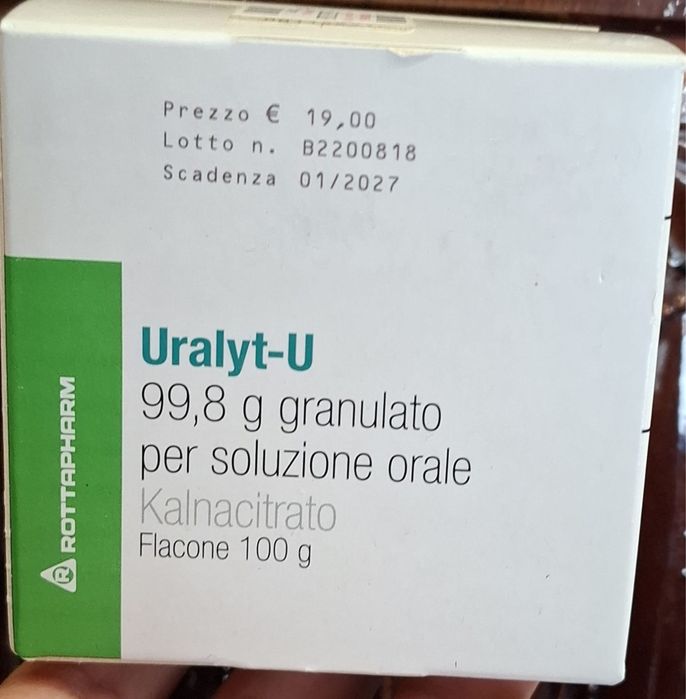 Prezzo € 19,00
Lotto n. B2200818
Scadenza 01/2027
Uralyt-U
99,8 g granulato
per soluzione orale
Kalnacitrato
Flacone 100 g
R ROTTAPHARM